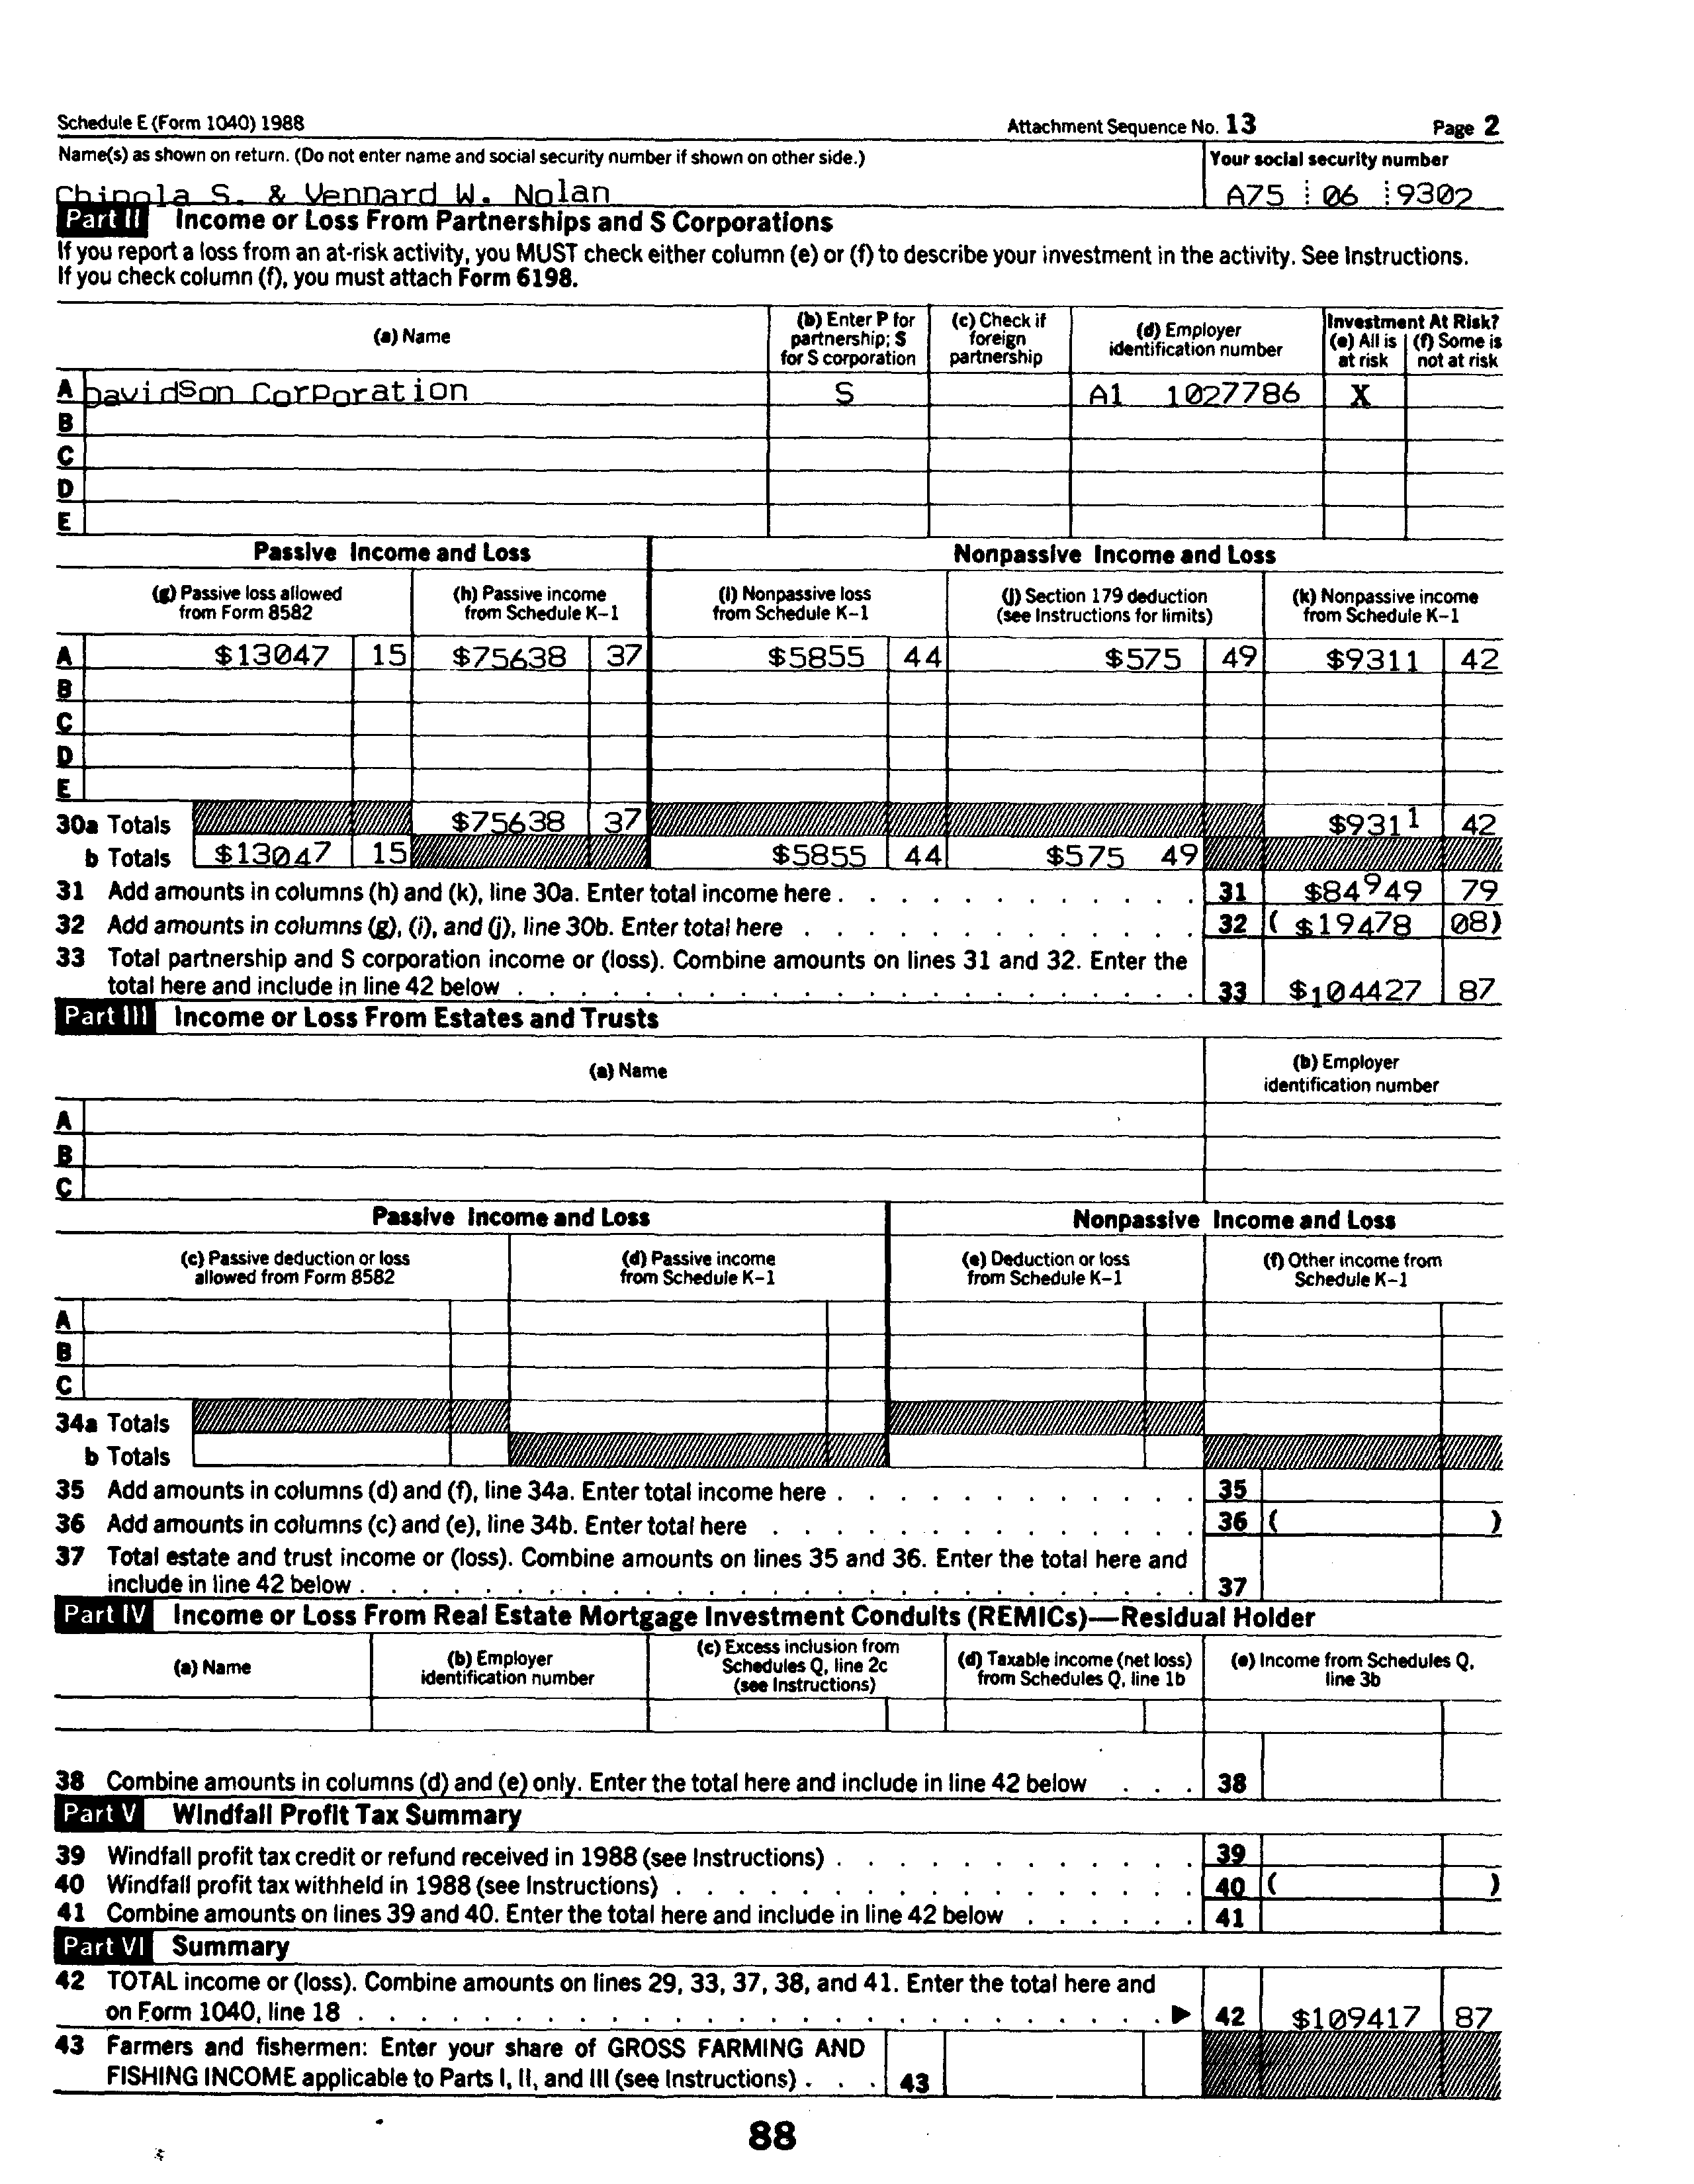 Schedule E (Form 1040) 1988 Attachment Sequence No. 13 Page 2
Name(s) as shown on return. (Do not enter name and social security number if shown on other side.) Your social security number
Chinola S. & Vennard W. Nolan A75 06 9302
Part II Income or Loss From Partnerships and S Corporations
If you report a loss from an at-risk activity, you MUST check either column (e) or (f) to describe your investment in the activity. See Instructions.
If you check column (f), you must attach Form 6198.
(a) Name (b) Enter P for partnership; S for S corporation (c) Check if foreign partnership (d) Employer identification number Investment At Risk? (e) All is at risk (f) Some is not at risk
A Davidson Corporation S A1 1027786 X
B
C
D
E
Passive Income and Loss Nonpassive Income and Loss
(g) Passive loss allowed from Form 8582 (h) Passive income from Schedule K-1 (i) Nonpassive loss from Schedule K-1 (j) Section 179 deduction (see Instructions for limits) (k) Nonpassive income from Schedule K-1
A $13047 15 $75638 37 $5855 44 $575 49 $9311 42
B
C
D
E
30a Totals $75638 37 $9311 42
b Totals $13047 15 $5855 44 $575 49
31 Add amounts in columns (h) and (k), line 30a. Enter total income here . . . . . . . . . . . . 31 $84949 79
32 Add amounts in columns (g), (i), and (j), line 30b. Enter total here . . . . . . . . . . . . . 32 ( $19478 08)
33 Total partnership and S corporation income or (loss). Combine amounts on lines 31 and 32. Enter the
total here and include in line 42 below . . . . . . . . . . . . . . . . . . . . . . 33 $104427 87
Part III Income or Loss From Estates and Trusts
(a) Name (b) Employer identification number
A
B
C
Passive Income and Loss Nonpassive Income and Loss
(c) Passive deduction or loss allowed from Form 8582 (d) Passive income from Schedule K-1 (e) Deduction or loss from Schedule K-1 (f) Other income from Schedule K-1
A
B
C
34a Totals
b Totals
35 Add amounts in columns (d) and (f), line 34a. Enter total income here . . . . . . . . . . . . 35
36 Add amounts in columns (c) and (e), line 34b. Enter total here . . . . . . . . . . . . . . 36 ( )
37 Total estate and trust income or (loss). Combine amounts on lines 35 and 36. Enter the total here and
include in line 42 below . . . . . . . . . . . . . . . . . . . . . . . . . . . 37
Part IV Income or Loss From Real Estate Mortgage Investment Conduits (REMICs)—Residual Holder
(a) Name (b) Employer identification number (c) Excess inclusion from Schedules Q, line 2c (see Instructions) (d) Taxable income (net loss) from Schedules Q, line 1b (e) Income from Schedules Q, line 3b
38 Combine amounts in columns (d) and (e) only. Enter the total here and include in line 42 below . . . 38
Part V Windfall Profit Tax Summary
39 Windfall profit tax credit or refund received in 1988 (see Instructions) . . . . . . . . . . . . 39
40 Windfall profit tax withheld in 1988 (see Instructions) . . . . . . . . . . . . . . . . . 40 ( )
41 Combine amounts on lines 39 and 40. Enter the total here and include in line 42 below . . . . . . 41
Part VI Summary
42 TOTAL income or (loss). Combine amounts on lines 29, 33, 37, 38, and 41. Enter the total here and
on Form 1040, line 18 . . . . . . . . . . . . . . . . . . . . . . . . . . ▶ 42 $109417 87
43 Farmers and fishermen: Enter your share of GROSS FARMING AND
FISHING INCOME applicable to Parts I, II, and III (see Instructions) . . . 43
88